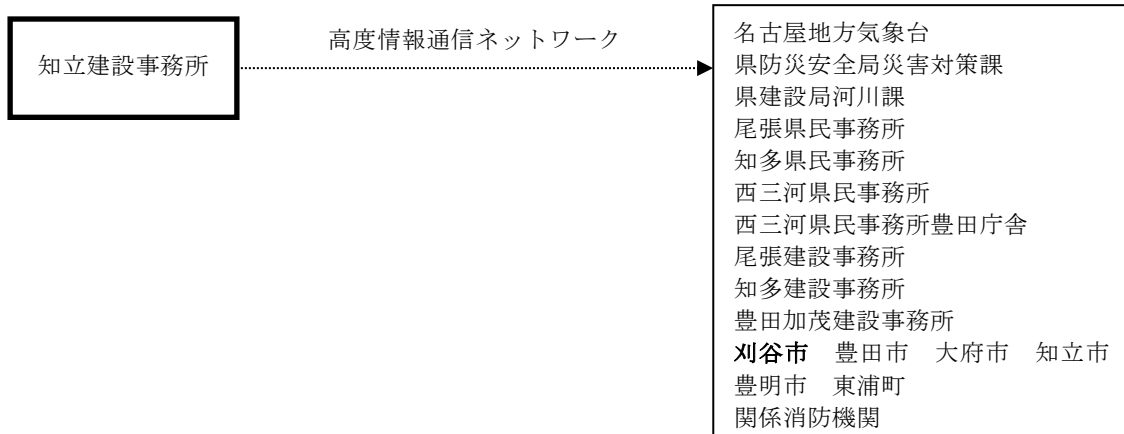 知立建設事務所
高度情報通信ネットワーク
名古屋地方気象台
県防災安全局災害対策課
県建設局河川課
尾張県民事務所
知多県民事務所
西三河県民事務所
西三河県民事務所豊田庁舎
尾張建設事務所
知多建設事務所
豊田加茂建設事務所
刈谷市　豊田市　大府市　知立市
豊明市　東浦町
関係消防機関